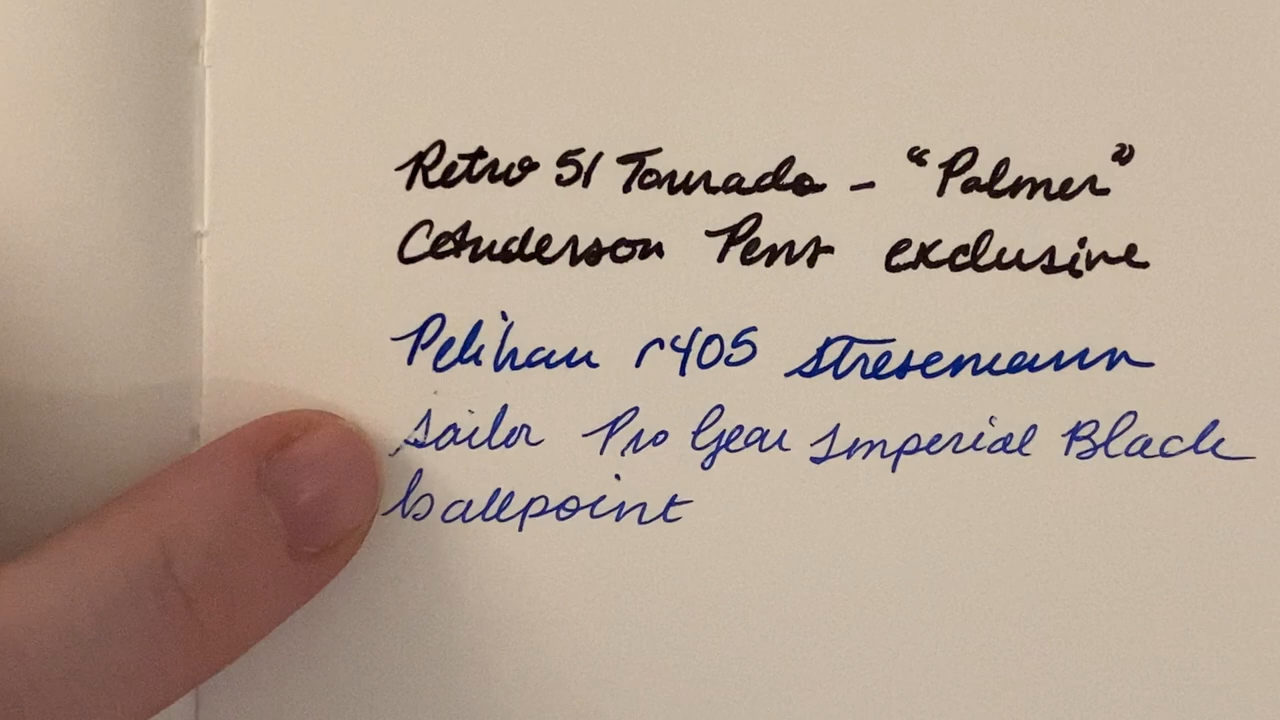 Retro 51 Tornado - "Palmer"
Anderson Pens exclusive
Pelikan r405 Stresemann
Sailor Pro Gear Imperial Black
ballpoint